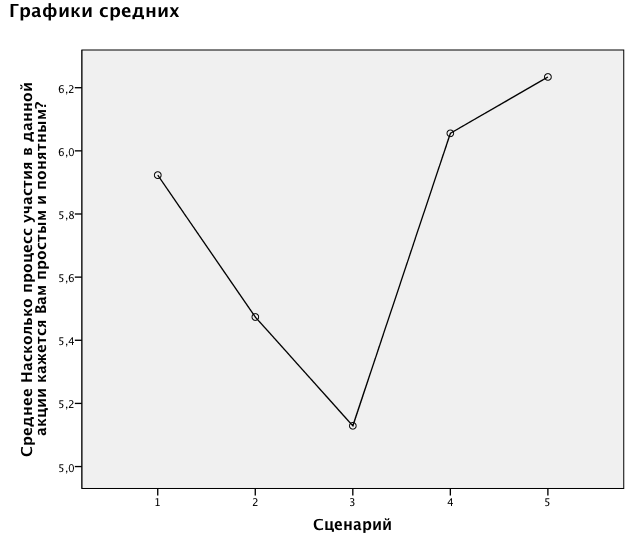 Графики средних
Среднее Насколько процесс участия в данной
акции кажется Вам простым и понятным?
6,2
6,0
5,8
5,6
5,4
5,2
5,0
1 2 3 4 5
Сценарий